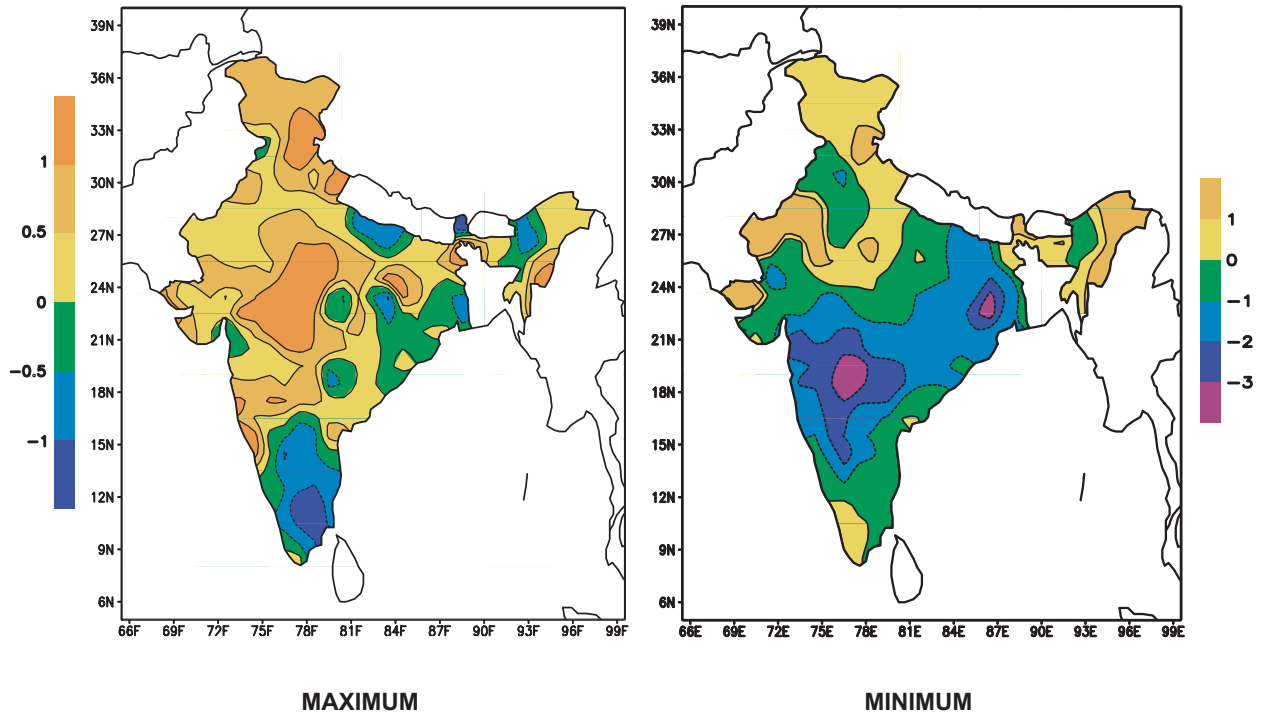 39N
36N
33N
30N
27N
24N
21N
18N
15N
12N
9N
6N
66F 69F 72F 75F 78F 81F 84F 87F 90F 93F 96F 99F
1
0.5
0
−0.5
−1
MAXIMUM
39N
36N
33N
30N
27N
24N
21N
18N
15N
12N
9N
6N
66E 69E 72E 75E 78E 81E 84E 87E 90E 93E 96E 99E
1
0
−1
−2
−3
MINIMUM